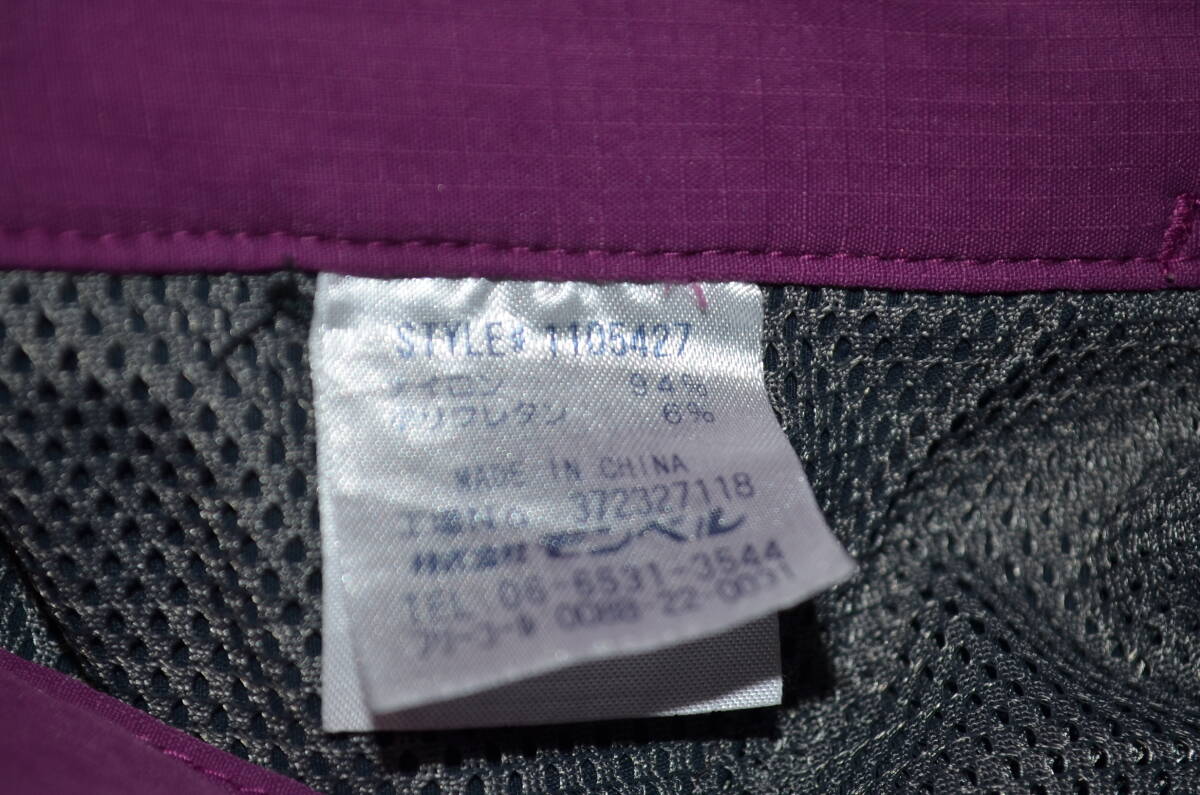 STYLE# 1105427
ナイロン 94%
ポリウレタン 6%
MADE IN CHINA
工場No 372327118
株式会社モンベル
TEL 06-6531-3544
フリーコール 0088-22-0031